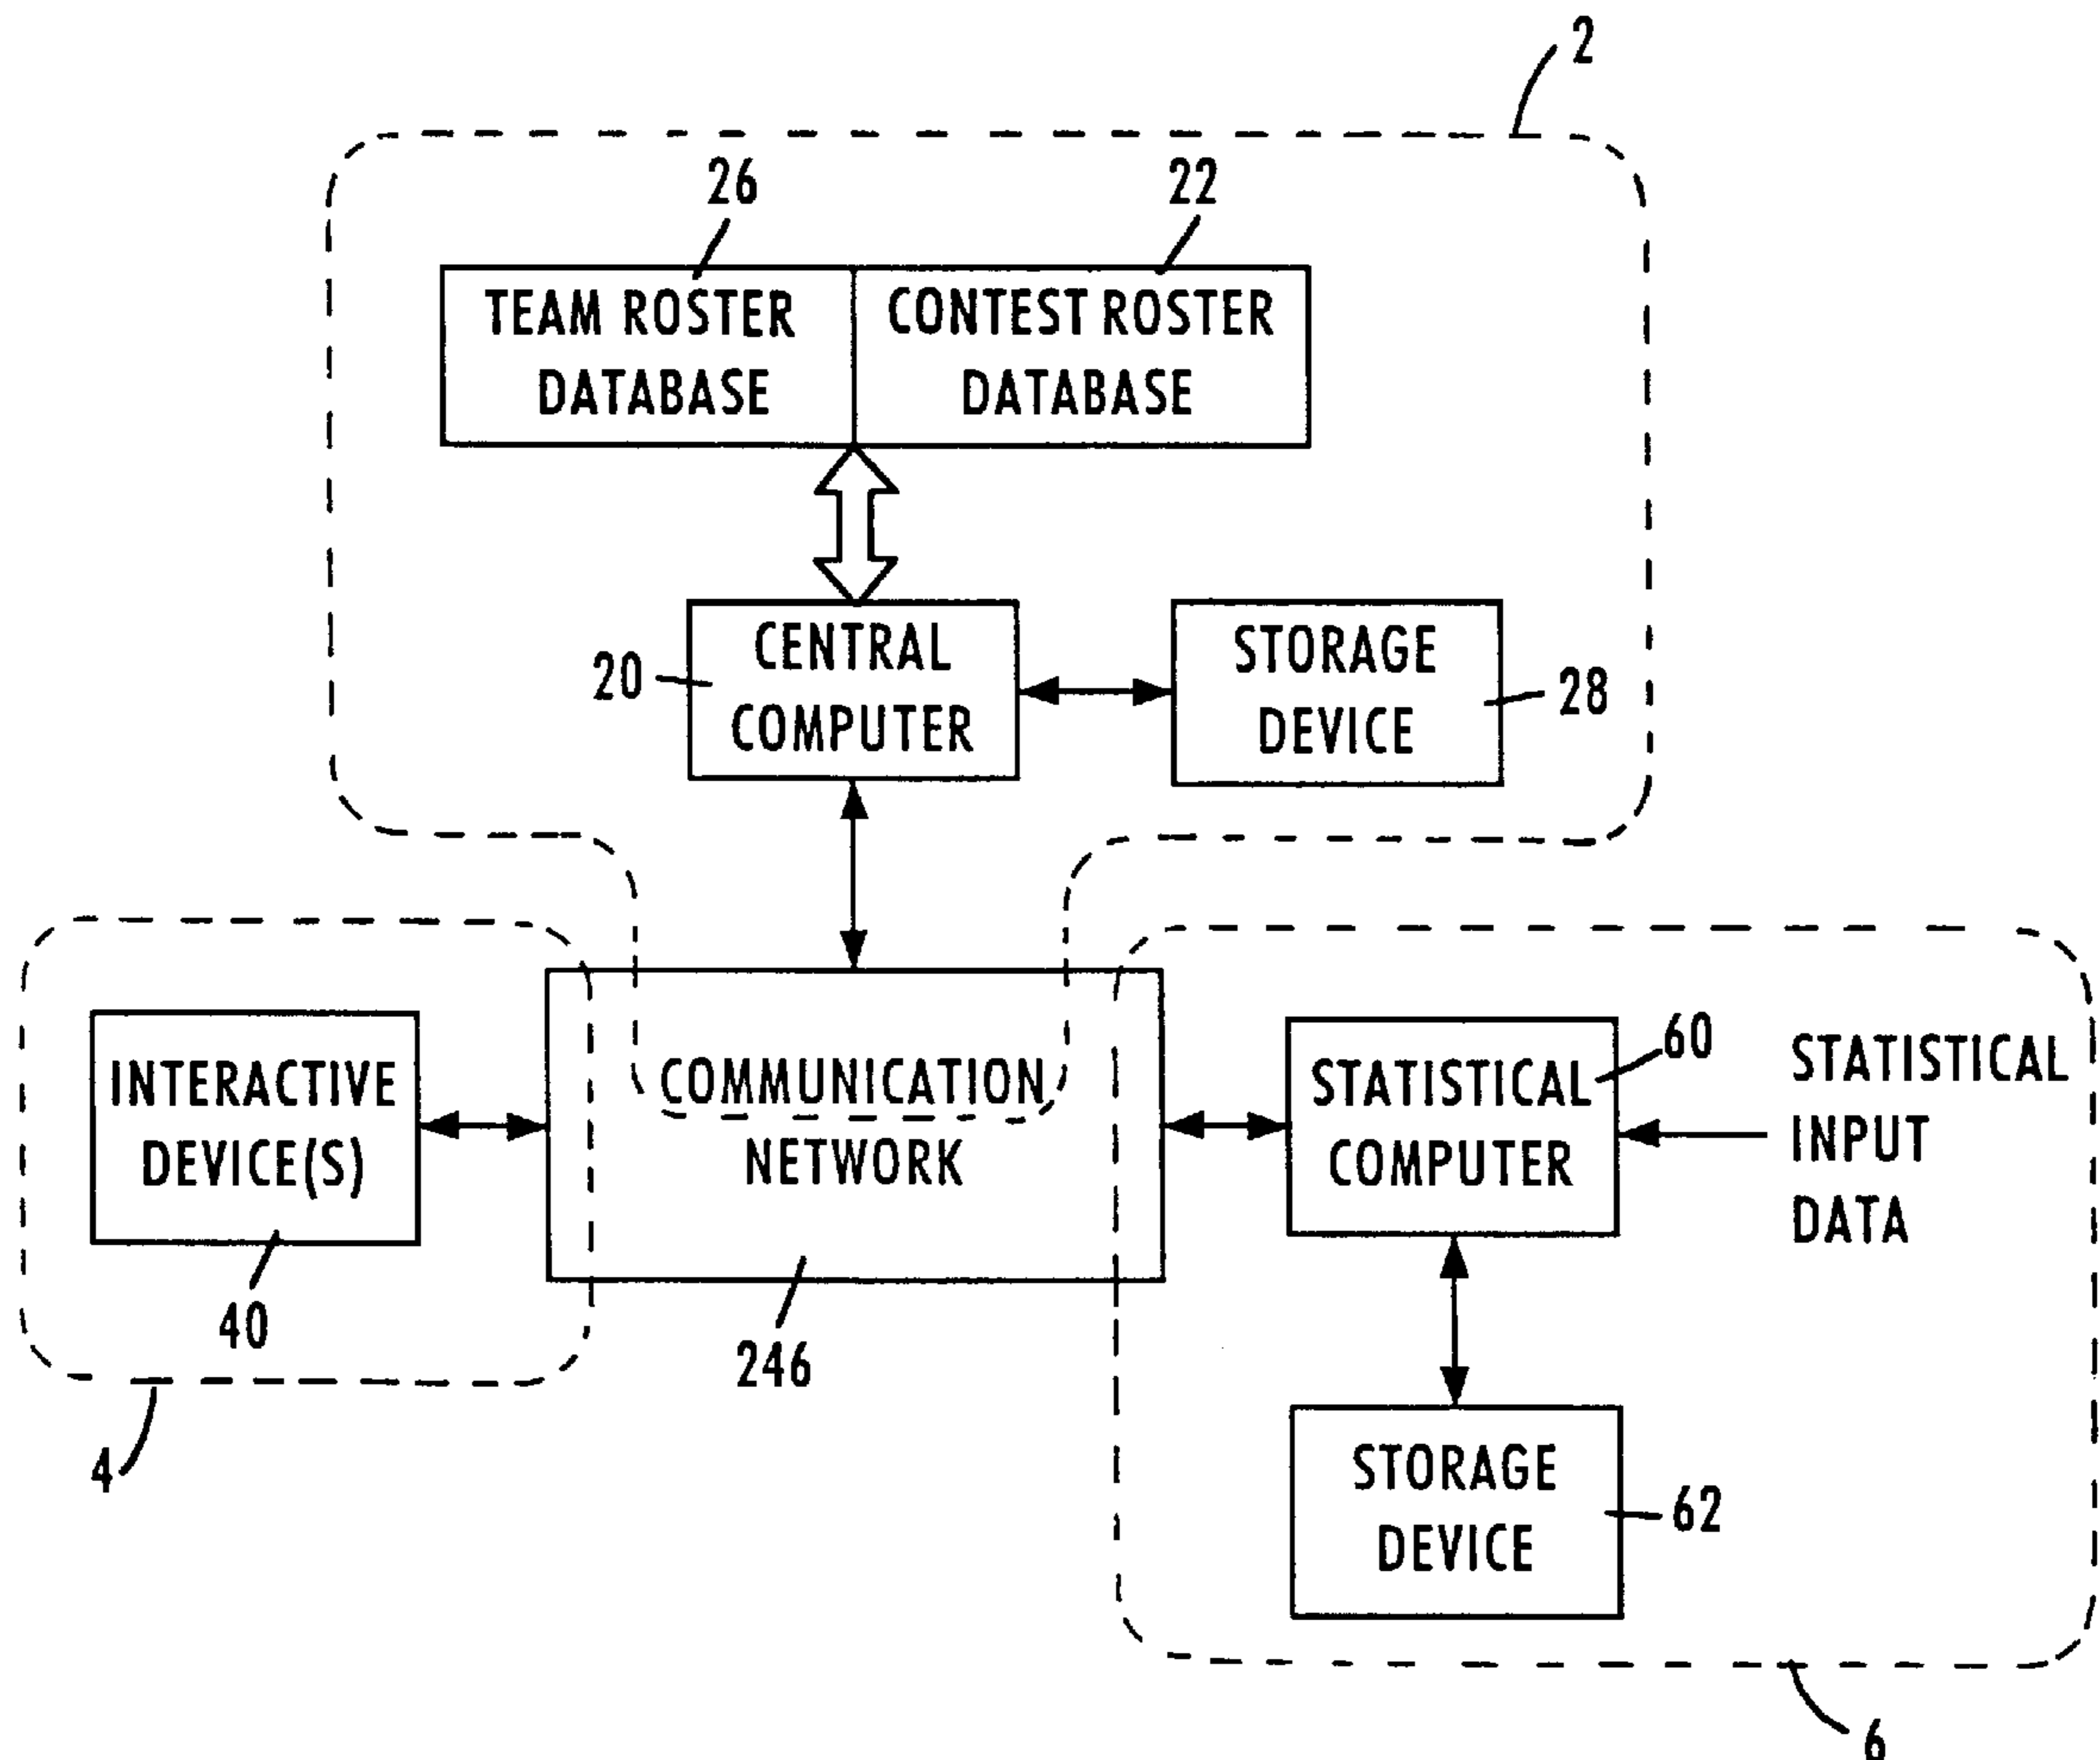 2
26
22
TEAM ROSTER
DATABASE
CONTEST ROSTER
DATABASE
20
CENTRAL
COMPUTER
STORAGE
DEVICE
28
INTERACTIVE
DEVICE(S)
40
4
COMMUNICATION
NETWORK
246
STATISTICAL
COMPUTER
60
STATISTICAL
INPUT
DATA
STORAGE
DEVICE
62
6